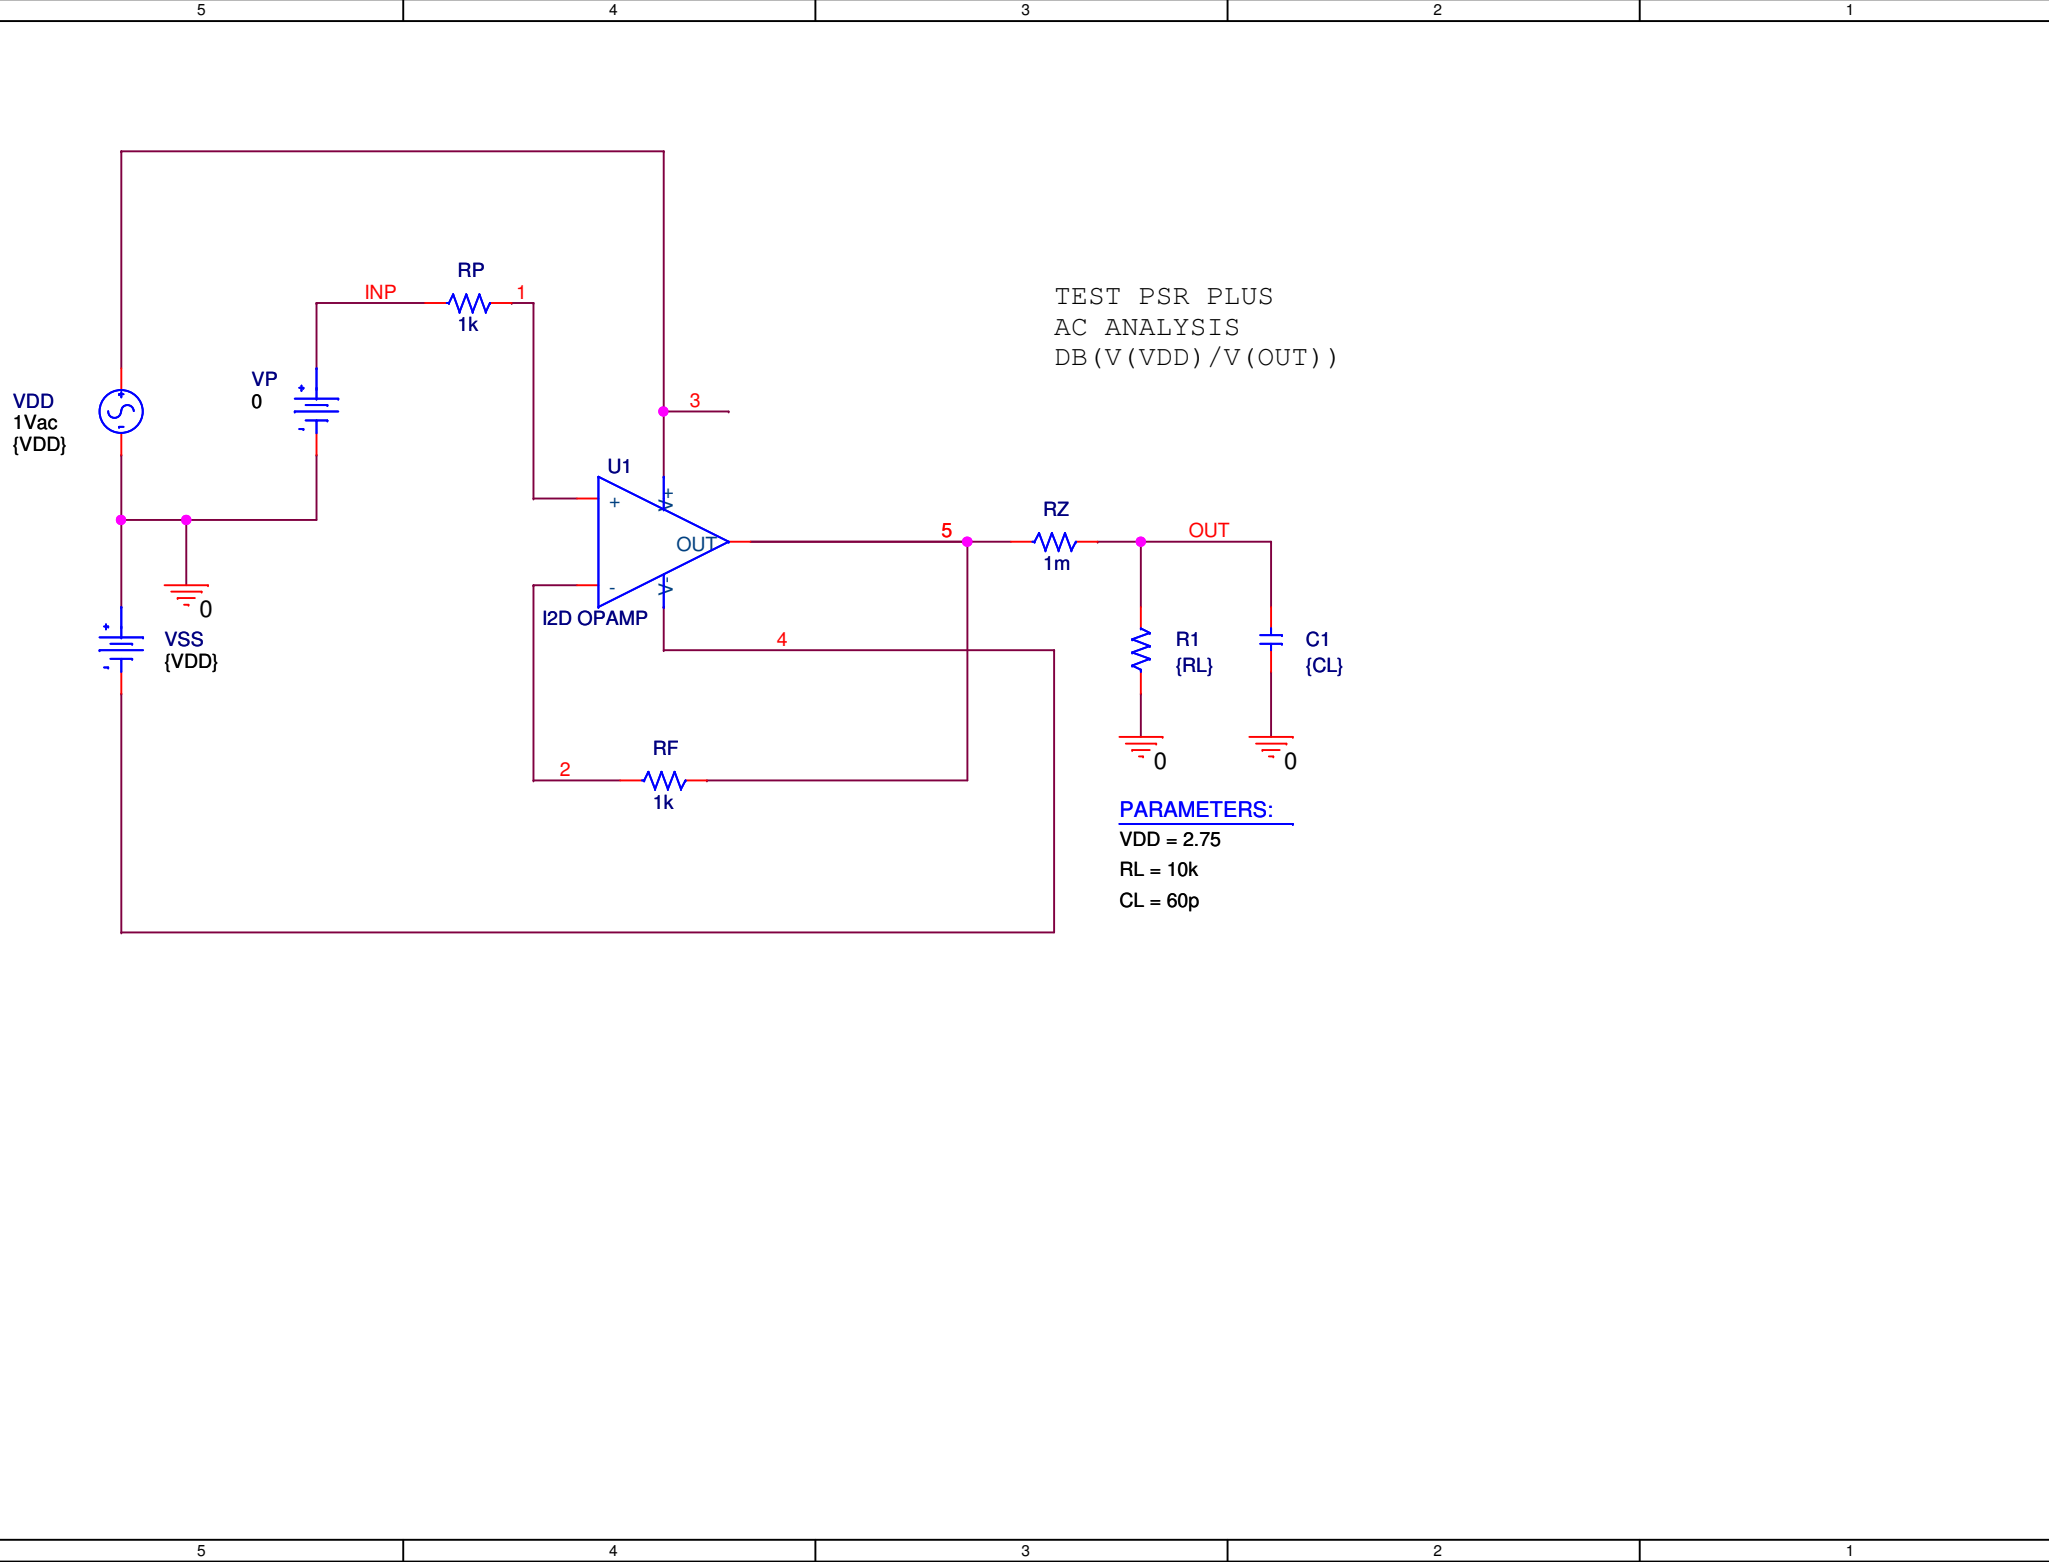 5 4 3 2 1
RP
INP
1
1k
TEST PSR PLUS
AC ANALYSIS
DB(V(VDD)/V(OUT))
VP
0
VDD
1Vac
{VDD}
+
-
+
-
3
U1
+
V+
OUT
-
V-
I2D OPAMP
5
RZ
1m
OUT
0
+
-
VSS
{VDD}
4
R1
{RL}
C1
{CL}
RF
2
1k
0
0
PARAMETERS:
VDD = 2.75
RL = 10k
CL = 60p
5 4 3 2 1